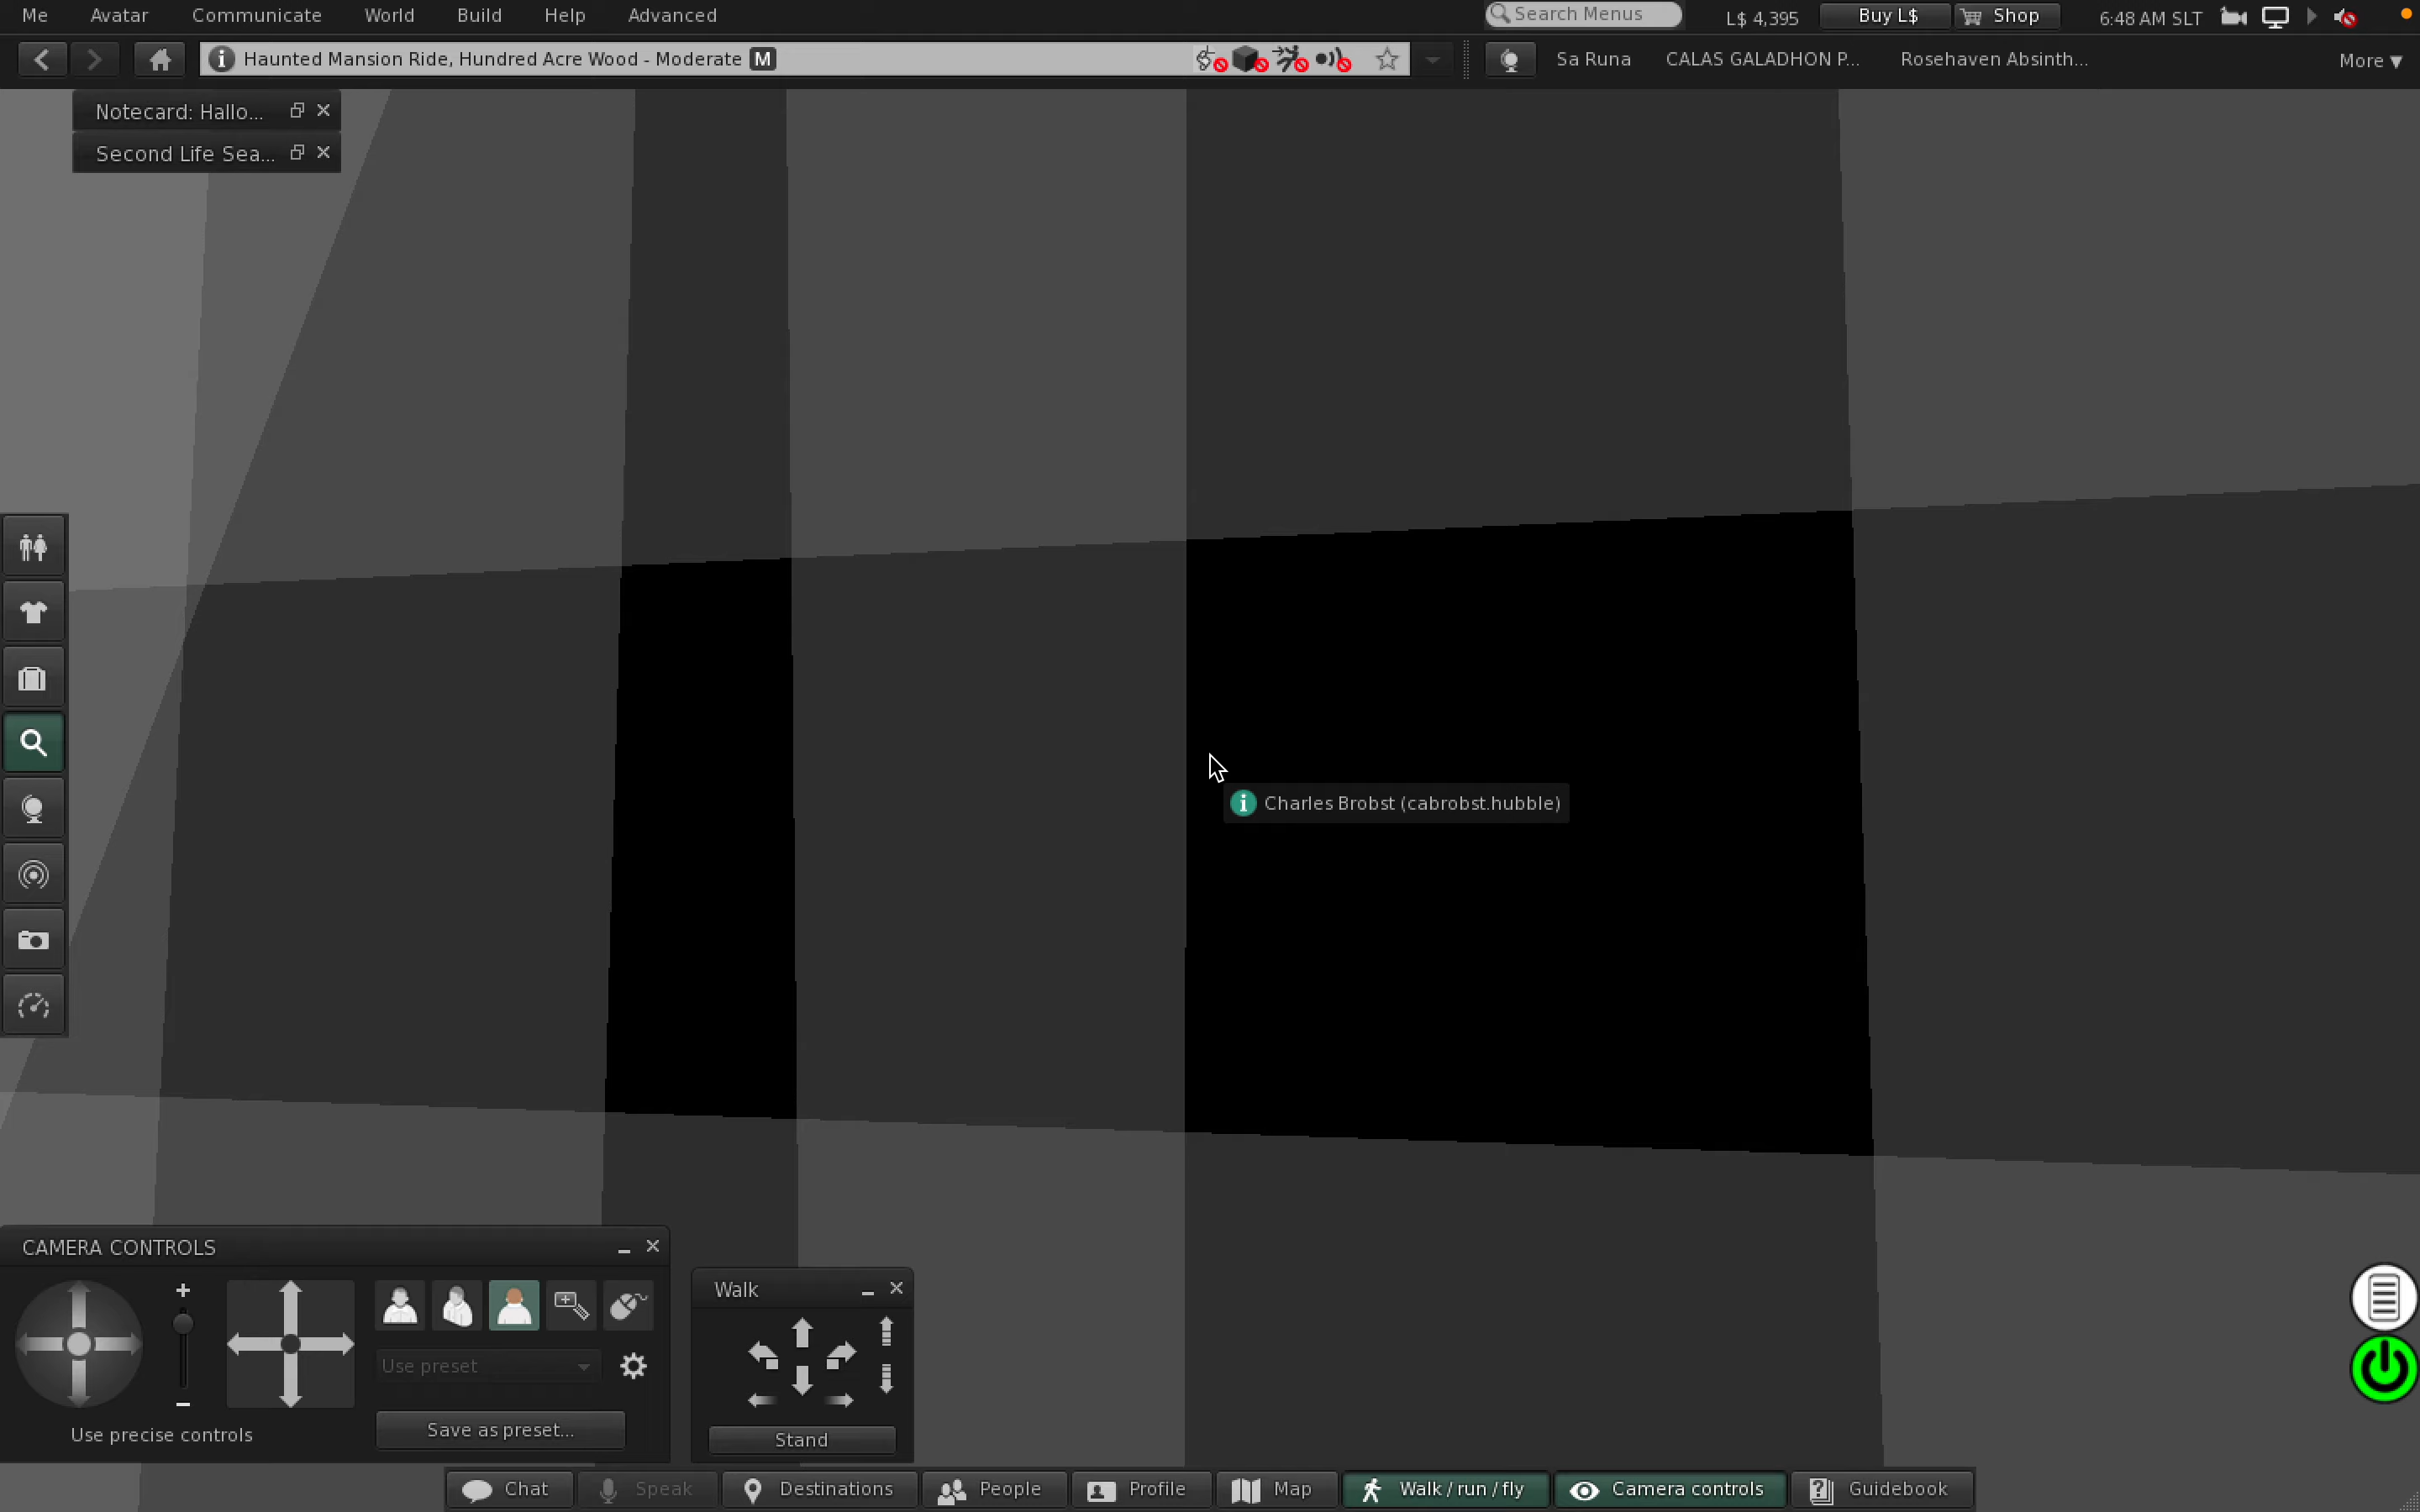 Me Avatar Communicate World Build Help Advanced Search Menus L$ 4,395 Buy L$ Shop 6:48 AM SLT
Haunted Mansion Ride, Hundred Acre Wood - Moderate M Sa Runa CALAS GALADHON P... Rosehaven Absinth... More ▼
Notecard: Hallo...
Second Life Sea...
Charles Brobst (cabrobst.hubble)
CAMERA CONTROLS
Walk
Use preset
Save as preset...
Use precise controls
Stand
Chat Speak Destinations People Profile Map Walk / run / fly Camera controls Guidebook